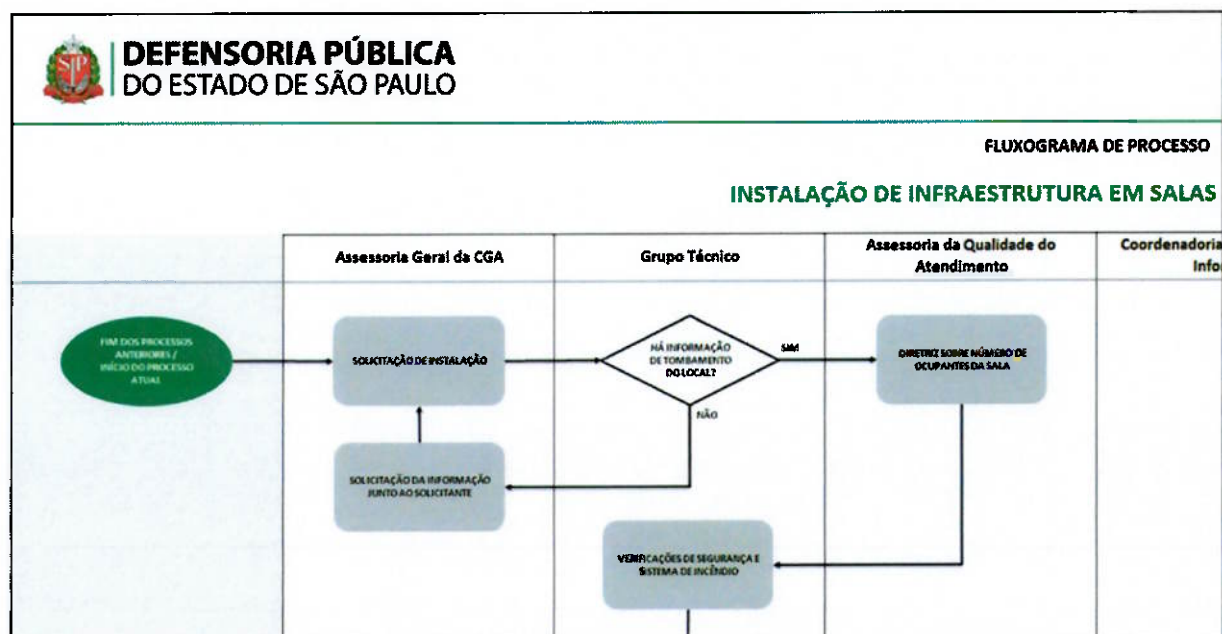 DEFENSORIA PÚBLICA
DO ESTADO DE SÃO PAULO
FLUXOGRAMA DE PROCESSO
INSTALAÇÃO DE INFRAESTRUTURA EM SALAS
Assessoria Geral da CGA
Grupo Técnico
Assessoria da Qualidade do
Atendimento
Coordenadoria
Infor
FIM DOS PROCESSOS
ANTERIORES /
INÍCIO DO PROCESSO
ATUAL
SOLICITAÇÃO DE INSTALAÇÃO
HÁ INFORMAÇÃO
DE TOMBAMENTO
DO LOCAL?
SIM
DIRETRIZ SOBRE NÚMERO DE
OCUPANTES DA SALA
NÃO
SOLICITAÇÃO DA INFORMAÇÃO
JUNTO AO SOLICITANTE
VERIFICAÇÕES DE SEGURANÇA E
SISTEMA DE INCÊNDIO